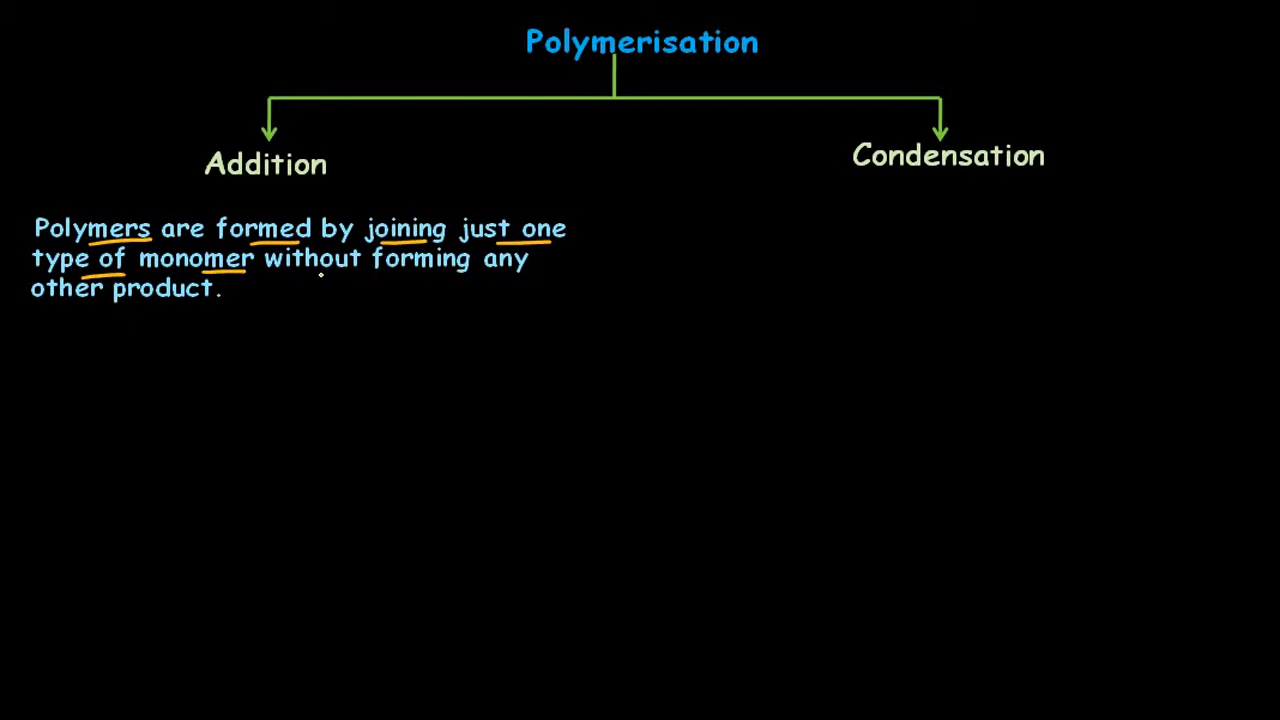 Polymerisation
Addition
Condensation
Polymers are formed by joining just one
type of monomer without forming any
other product.